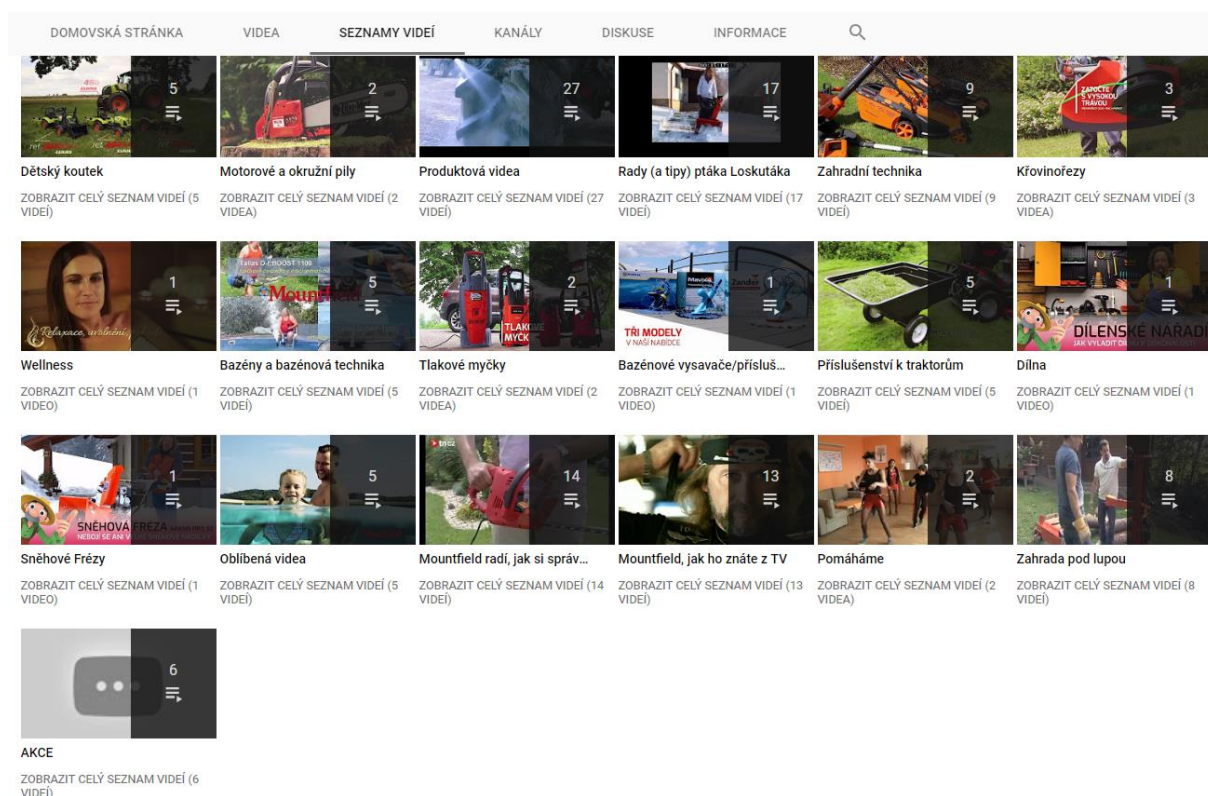 DOMOVSKÁ STRÁNKA VIDEA SEZNAMY VIDEÍ KANÁLY DISKUSE INFORMACE
5 2 27 17 9 3
ZATOČTE
S VYSOKOU
TRÁVOU
Dětský koutek Motorové a okružní pily Produktová videa Rady (a tipy) ptáka Loskutáka Zahradní technika Křovinořezy
ZOBRAZIT CELÝ SEZNAM VIDEÍ (5 ZOBRAZIT CELÝ SEZNAM VIDEÍ (2 ZOBRAZIT CELÝ SEZNAM VIDEÍ (27 ZOBRAZIT CELÝ SEZNAM VIDEÍ (17 ZOBRAZIT CELÝ SEZNAM VIDEÍ (9 ZOBRAZIT CELÝ SEZNAM VIDEÍ (3
VIDEÍ) VIDEA) VIDEÍ) VIDEÍ) VIDEÍ) VIDEA)
1 5 2 1 5 1
Mountfield
Relaxace, uvolnění,
TLAKOVÉ
MYČK
TŘI MODELY
V NAŠÍ NABÍDCE
DÍLENSKÉ NÁŘAD
Wellness Bazény a bazénová technika Tlakové myčky Bazénové vysavače/přísluš... Příslušenství k traktorům Dílna
ZOBRAZIT CELÝ SEZNAM VIDEÍ (1 ZOBRAZIT CELÝ SEZNAM VIDEÍ (5 ZOBRAZIT CELÝ SEZNAM VIDEÍ (2 ZOBRAZIT CELÝ SEZNAM VIDEÍ (1 ZOBRAZIT CELÝ SEZNAM VIDEÍ (5 ZOBRAZIT CELÝ SEZNAM VIDEÍ (1
VIDEO) VIDEÍ) VIDEA) VIDEO) VIDEÍ) VIDEO)
1 5 14 13 2 8
SNĚHOVÁ FRÉZA
Sněhové Frézy Oblíbená videa Mountfield radí, jak si správ... Mountfield, jak ho znáte z TV Pomáháme Zahrada pod lupou
ZOBRAZIT CELÝ SEZNAM VIDEÍ (1 ZOBRAZIT CELÝ SEZNAM VIDEÍ (5 ZOBRAZIT CELÝ SEZNAM VIDEÍ (14 ZOBRAZIT CELÝ SEZNAM VIDEÍ (13 ZOBRAZIT CELÝ SEZNAM VIDEÍ (2 ZOBRAZIT CELÝ SEZNAM VIDEÍ (8
VIDEO) VIDEÍ) VIDEÍ) VIDEÍ) VIDEA) VIDEÍ)
6
AKCE
ZOBRAZIT CELÝ SEZNAM VIDEÍ (6
VIDEÍ)